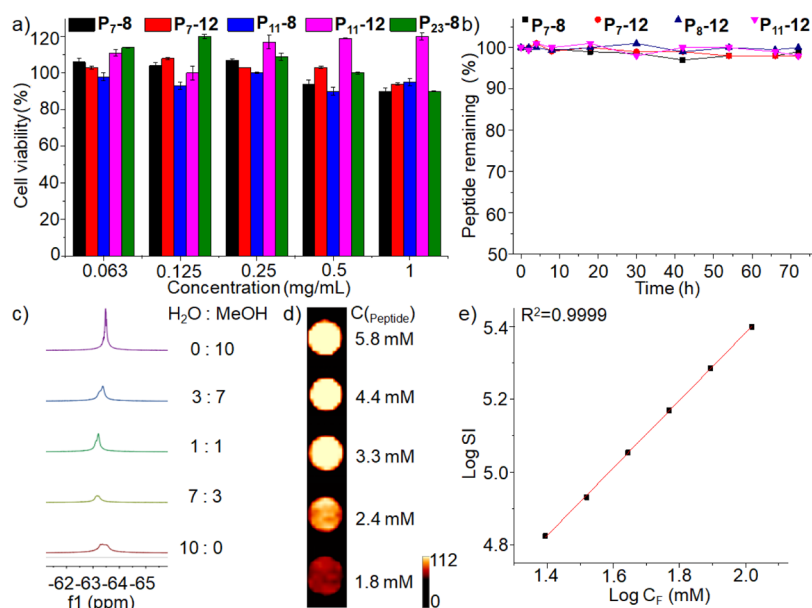 a)
P7-8 P7-12 P11-8 P11-12 P23-8
Cell viability (%)
120
100
80
60
40
20
0
0.063 0.125 0.25 0.5 1
Concentration (mg/mL)
b)
P7-8 P7-12 P8-12 P11-12
Peptide remaining (%)
100
90
80
70
60
50
0 10 20 30 40 50 60 70
Time (h)
c)
H2O : MeOH
0 : 10
3 : 7
1 : 1
7 : 3
10 : 0
-62-63-64-65
f1 (ppm)
d)
C(Peptide)
5.8 mM
4.4 mM
3.3 mM
2.4 mM
1.8 mM
112
0
e)
R2=0.9999
Log SI
5.4
5.2
5.0
4.8
1.4 1.6 1.8 2.0
Log CF (mM)